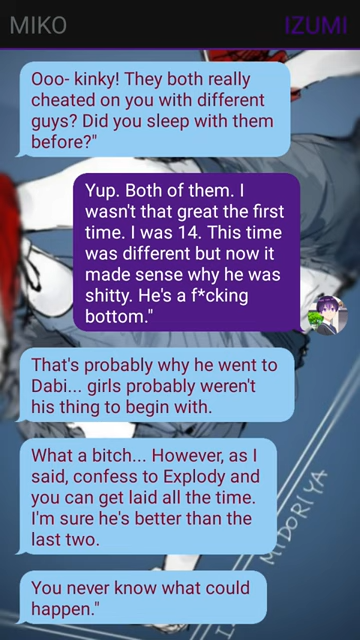 MIKO
IZUMI
Ooo- kinky! They both really
cheated on you with different
guys? Did you sleep with them
before?"
Yup. Both of them. I
wasn't that great the first
time. I was 14. This time
was different but now it
made sense why he was
shitty. He's a f*cking
bottom."
That's probably why he went to
Dabi... girls probably weren't
his thing to begin with.
What a bitch... However, as I
said, confess to Explody and
you can get laid all the time.
I'm sure he's better than the
last two.
MIDORIYA
You never know what could
happen."